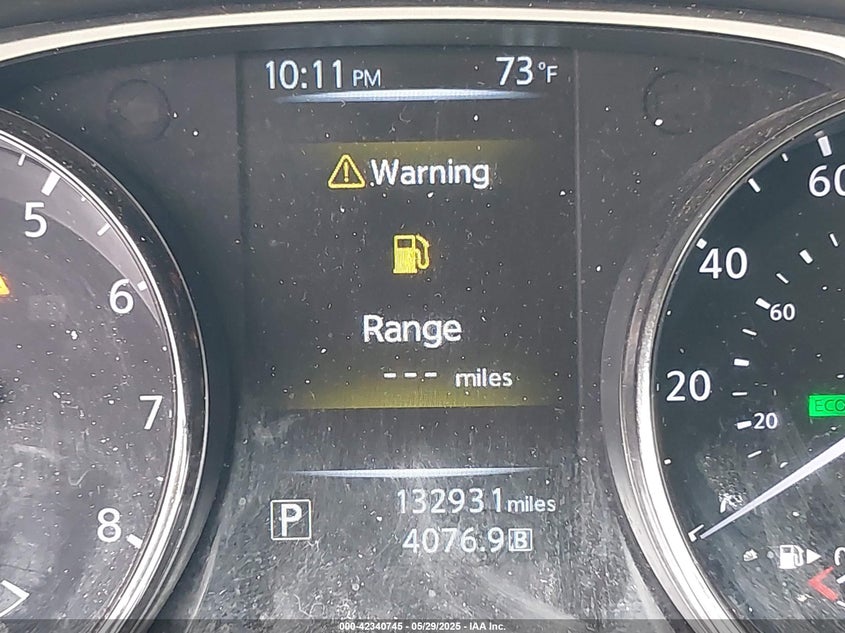 10:11 PM 73°F
Warning
Range
--- miles
P 132931 miles
4076.9 B
5
6
7
8
60
40
60
20
20
ECO
0
000-42340745 - 05/29/2025 - IAA Inc.